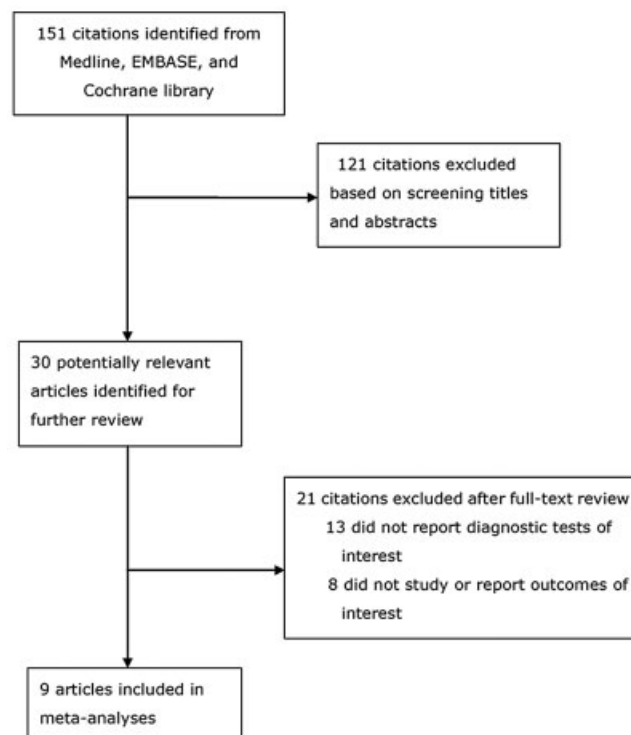 151 citations identified from
Medline, EMBASE, and
Cochrane library
121 citations excluded
based on screening titles
and abstracts
30 potentially relevant
articles identified for
further review
21 citations excluded after full-text review
13 did not report diagnostic tests of
interest
8 did not study or report outcomes of
interest
9 articles included in
meta-analyses